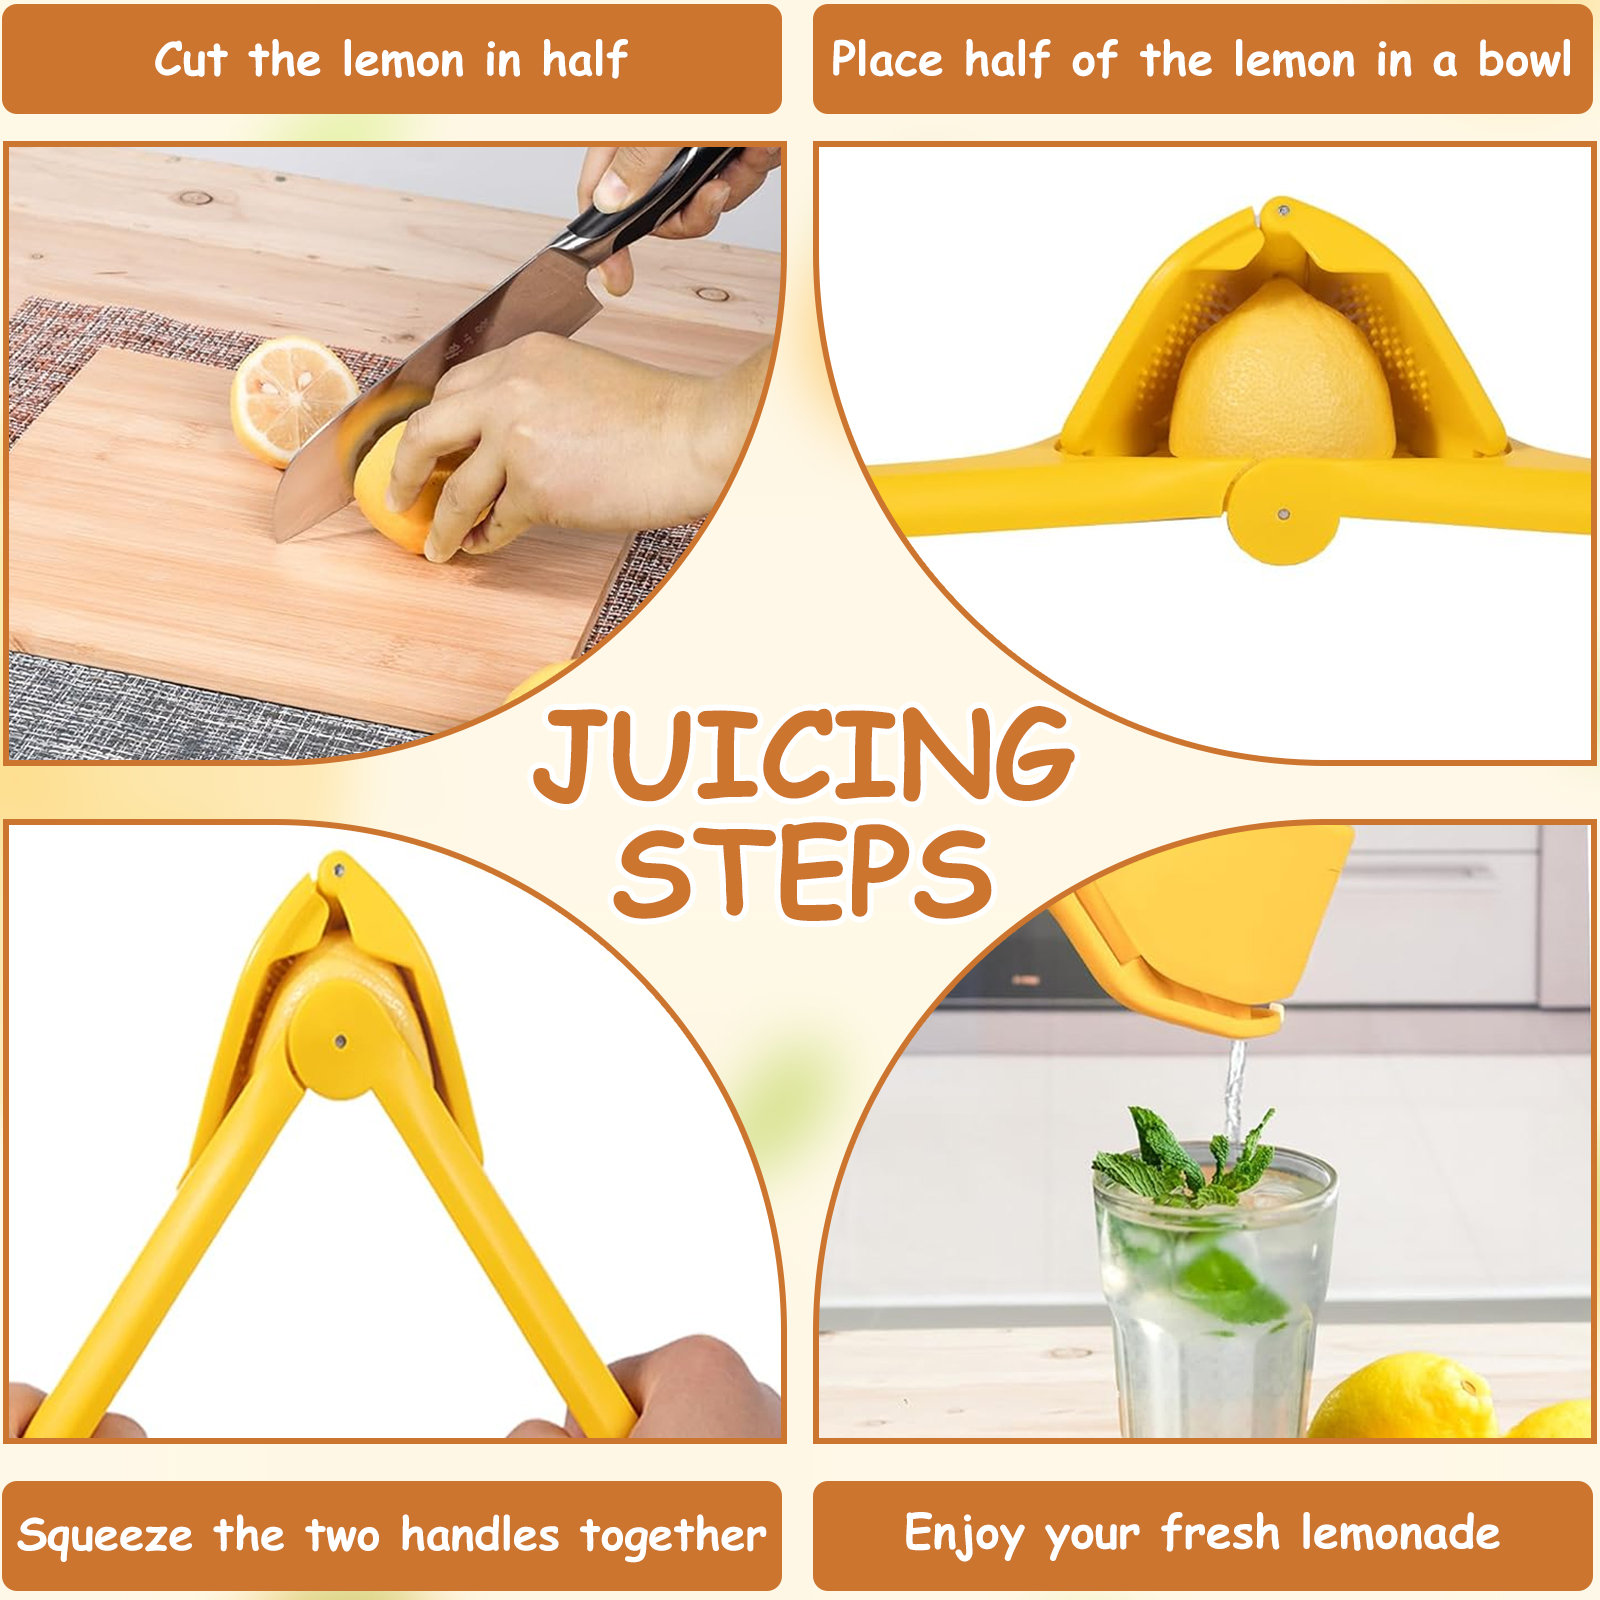 Cut the lemon in half
Place half of the lemon in a bowl
JUICING
STEPS
Squeeze the two handles together
Enjoy your fresh lemonade